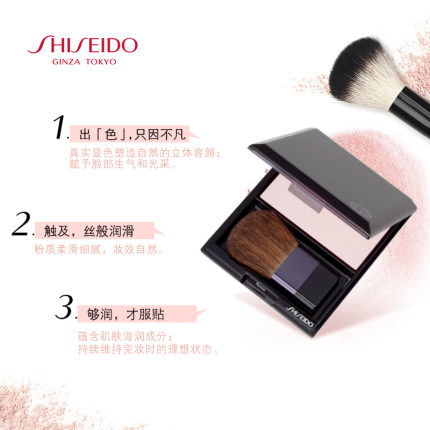 SHISEIDO
GINZA TOKYO
1. 出「色」,只因不凡
真实显色塑造自然的立体容颜;
赋予脸部生气和光采。
2. 触及，丝般润滑
粉质柔滑细腻，妆效自然。
3. 够润，才服贴
蕴含肌肤滋润成分;
持续维持完妆时的理想状态。
SHISEIDO